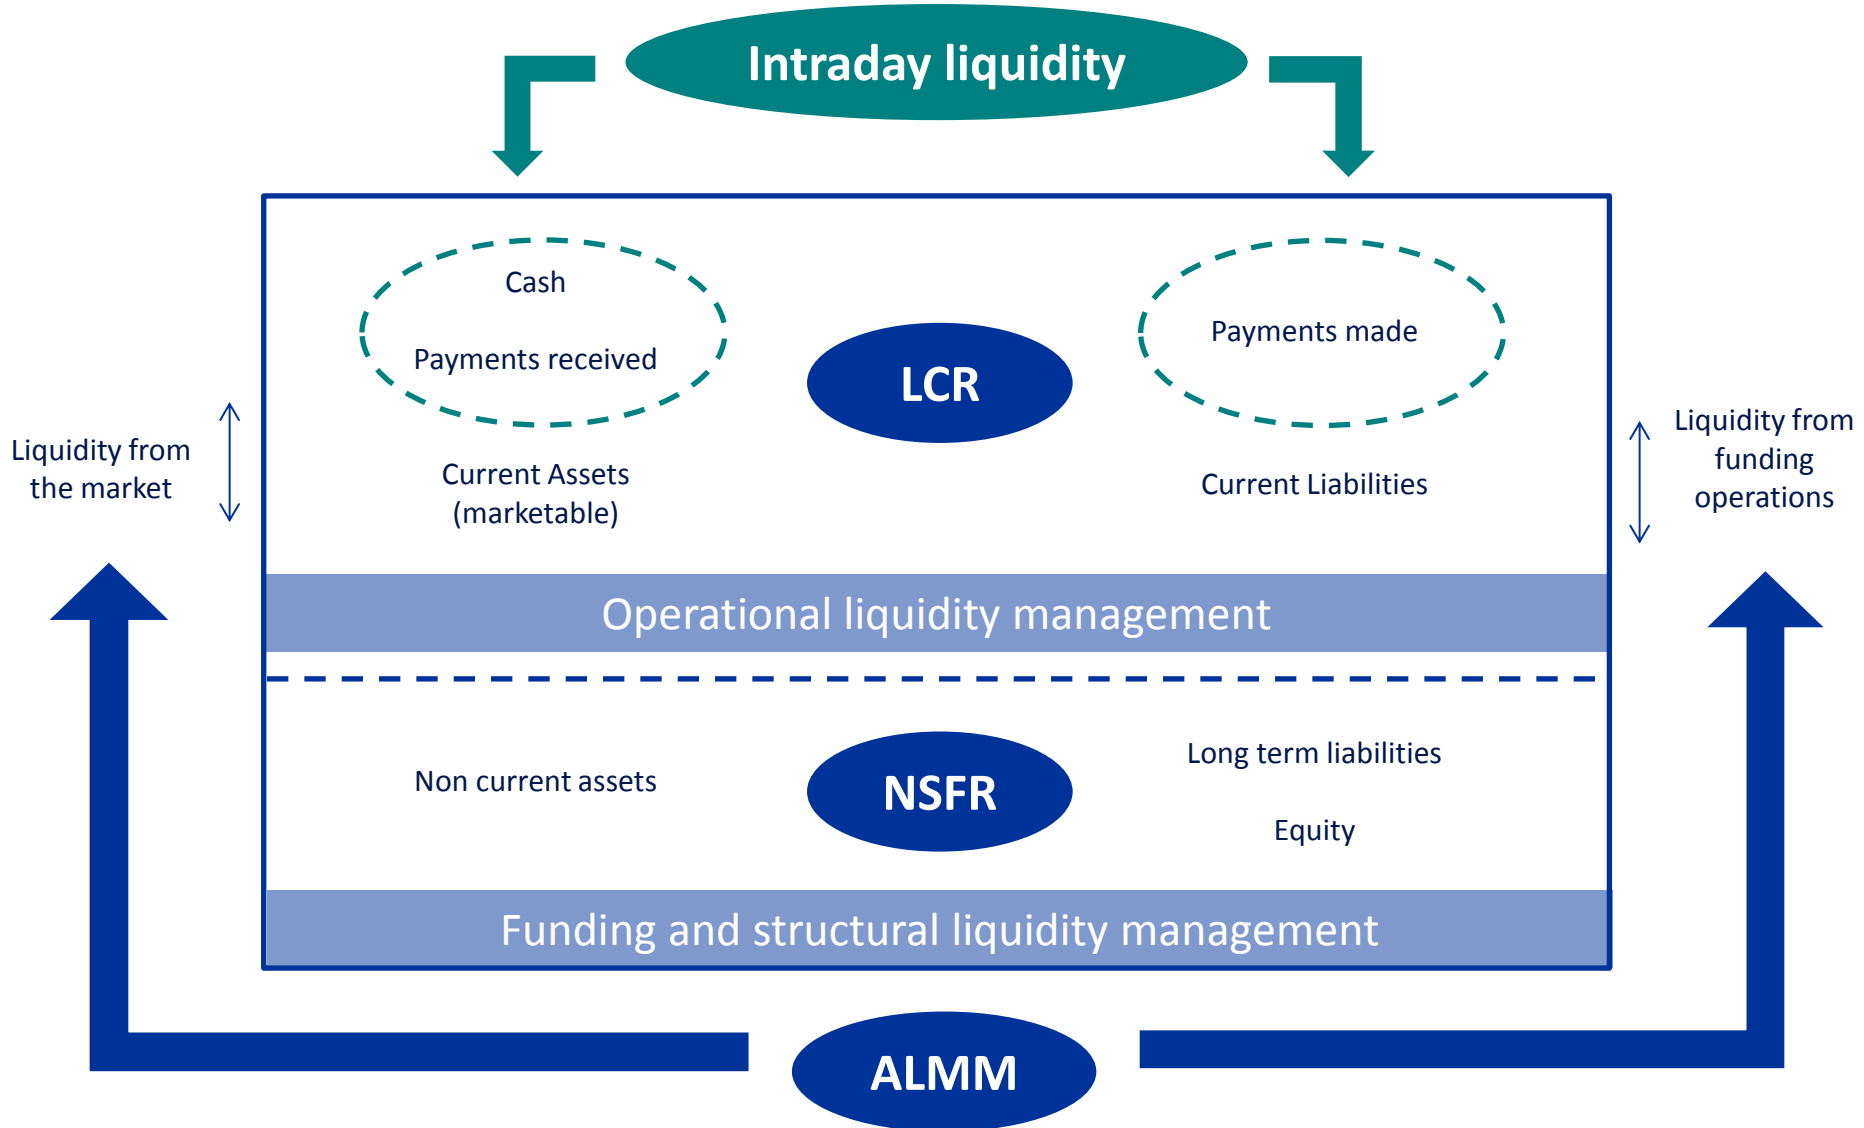 Intraday liquidity
Cash
Payments received
Payments made
LCR
Liquidity from
the market
Current Assets
(marketable)
Current Liabilities
Liquidity from
funding
operations
Operational liquidity management
Non current assets
NSFR
Long term liabilities
Equity
Funding and structural liquidity management
ALMM